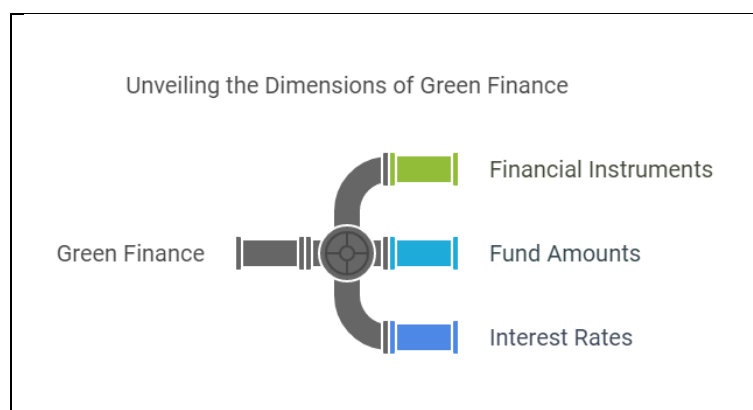 Unveiling the Dimensions of Green Finance
Financial Instruments
Green Finance
Fund Amounts
Interest Rates